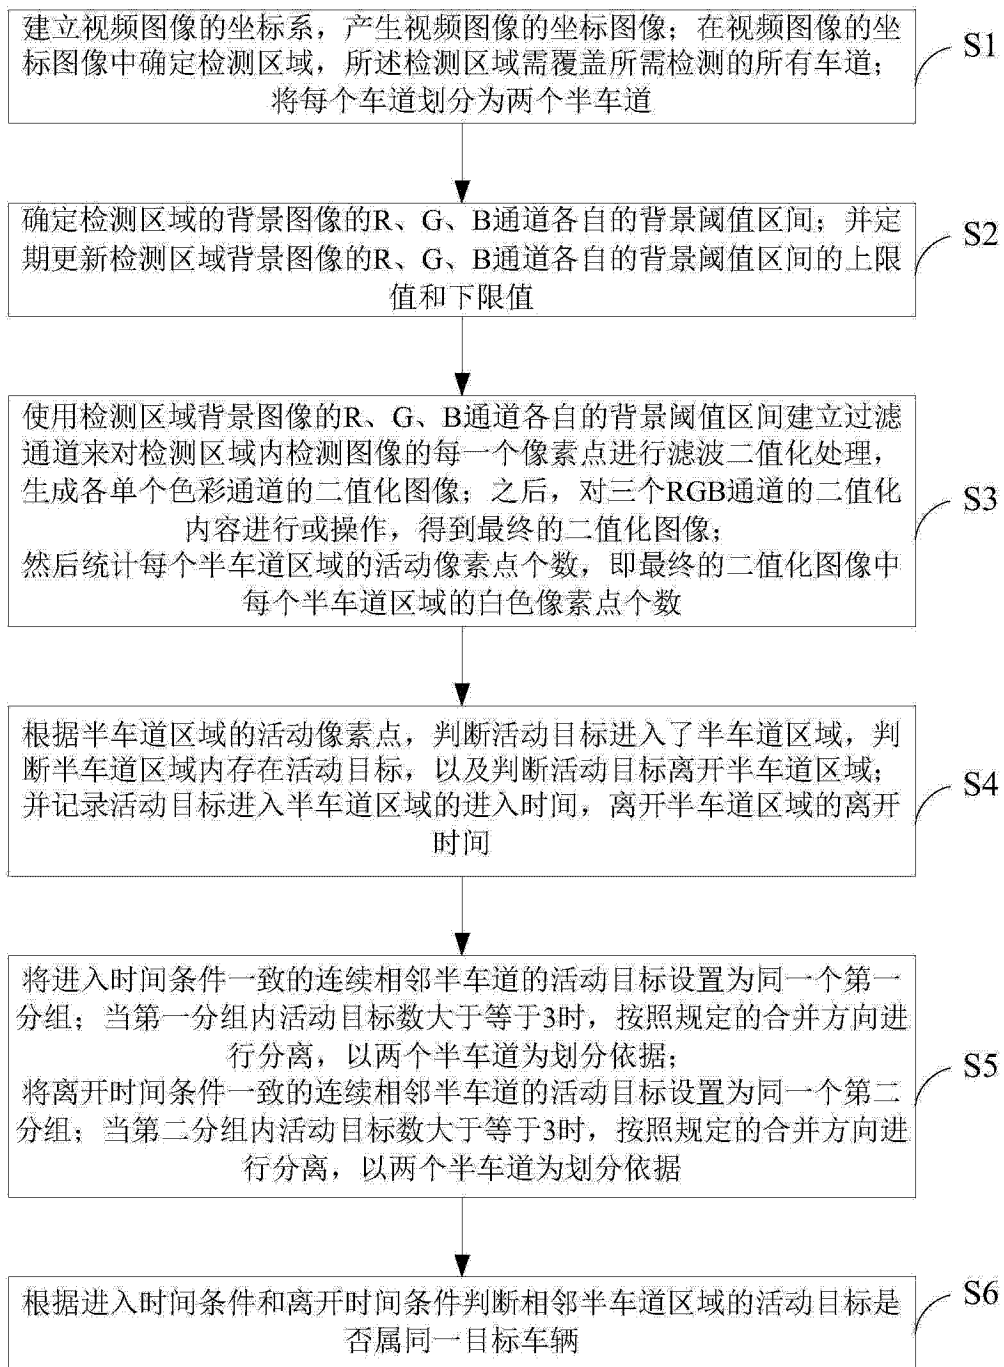 建立视频图像的坐标系，产生视频图像的坐标图像；在视频图像的坐
标图像中确定检测区域，所述检测区域需覆盖所需检测的所有车道；
将每个车道划分为两个半车道
S1
确定检测区域的背景图像的R、G、B通道各自的背景阈值区间；并定
期更新检测区域背景图像的R、G、B通道各自的背景阈值区间的上限
值和下限值
S2
使用检测区域背景图像的R、G、B通道各自的背景阈值区间建立过滤
通道来对检测区域内检测图像的每一个像素点进行滤波二值化处理，
生成各单个色彩通道的二值化图像；之后，对三个RGB通道的二值化
内容进行或操作，得到最终的二值化图像；
然后统计每个半车道区域的活动像素点个数，即最终的二值化图像中
每个半车道区域的白色像素点个数
S3
根据半车道区域的活动像素点，判断活动目标进入了半车道区域，判
断半车道区域内存在活动目标，以及判断活动目标离开半车道区域；
并记录活动目标进入半车道区域的进入时间，离开半车道区域的离开
时间
S4
将进入时间条件一致的连续相邻半车道的活动目标设置为同一个第一
分组；当第一分组内活动目标数大于等于3时，按照规定的合并方向进
行分离，以两个半车道为划分依据；
将离开时间条件一致的连续相邻半车道的活动目标设置为同一个第二
分组；当第二分组内活动目标数大于等于3时，按照规定的合并方向进
行分离，以两个半车道为划分依据
S5
根据进入时间条件和离开时间条件判断相邻半车道区域的活动目标是
否属同一目标车辆
S6